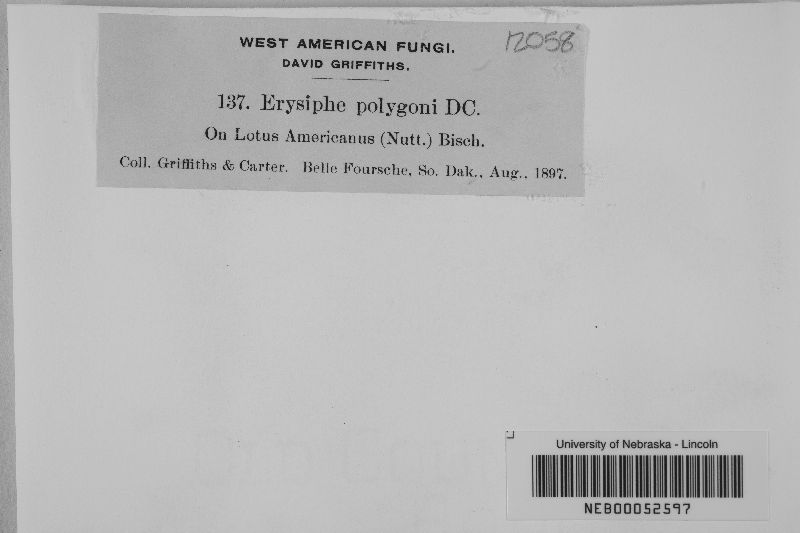 WEST AMERICAN FUNGI. 12058
DAVID GRIFFITHS.
137. Erysiphe polygoni DC.
On Lotus Americanus (Nutt.) Bisch.
Coll. Griffiths & Carter. Belle Foursche, So. Dak., Aug., 1897.
University of Nebraska - Lincoln
NEB00052597